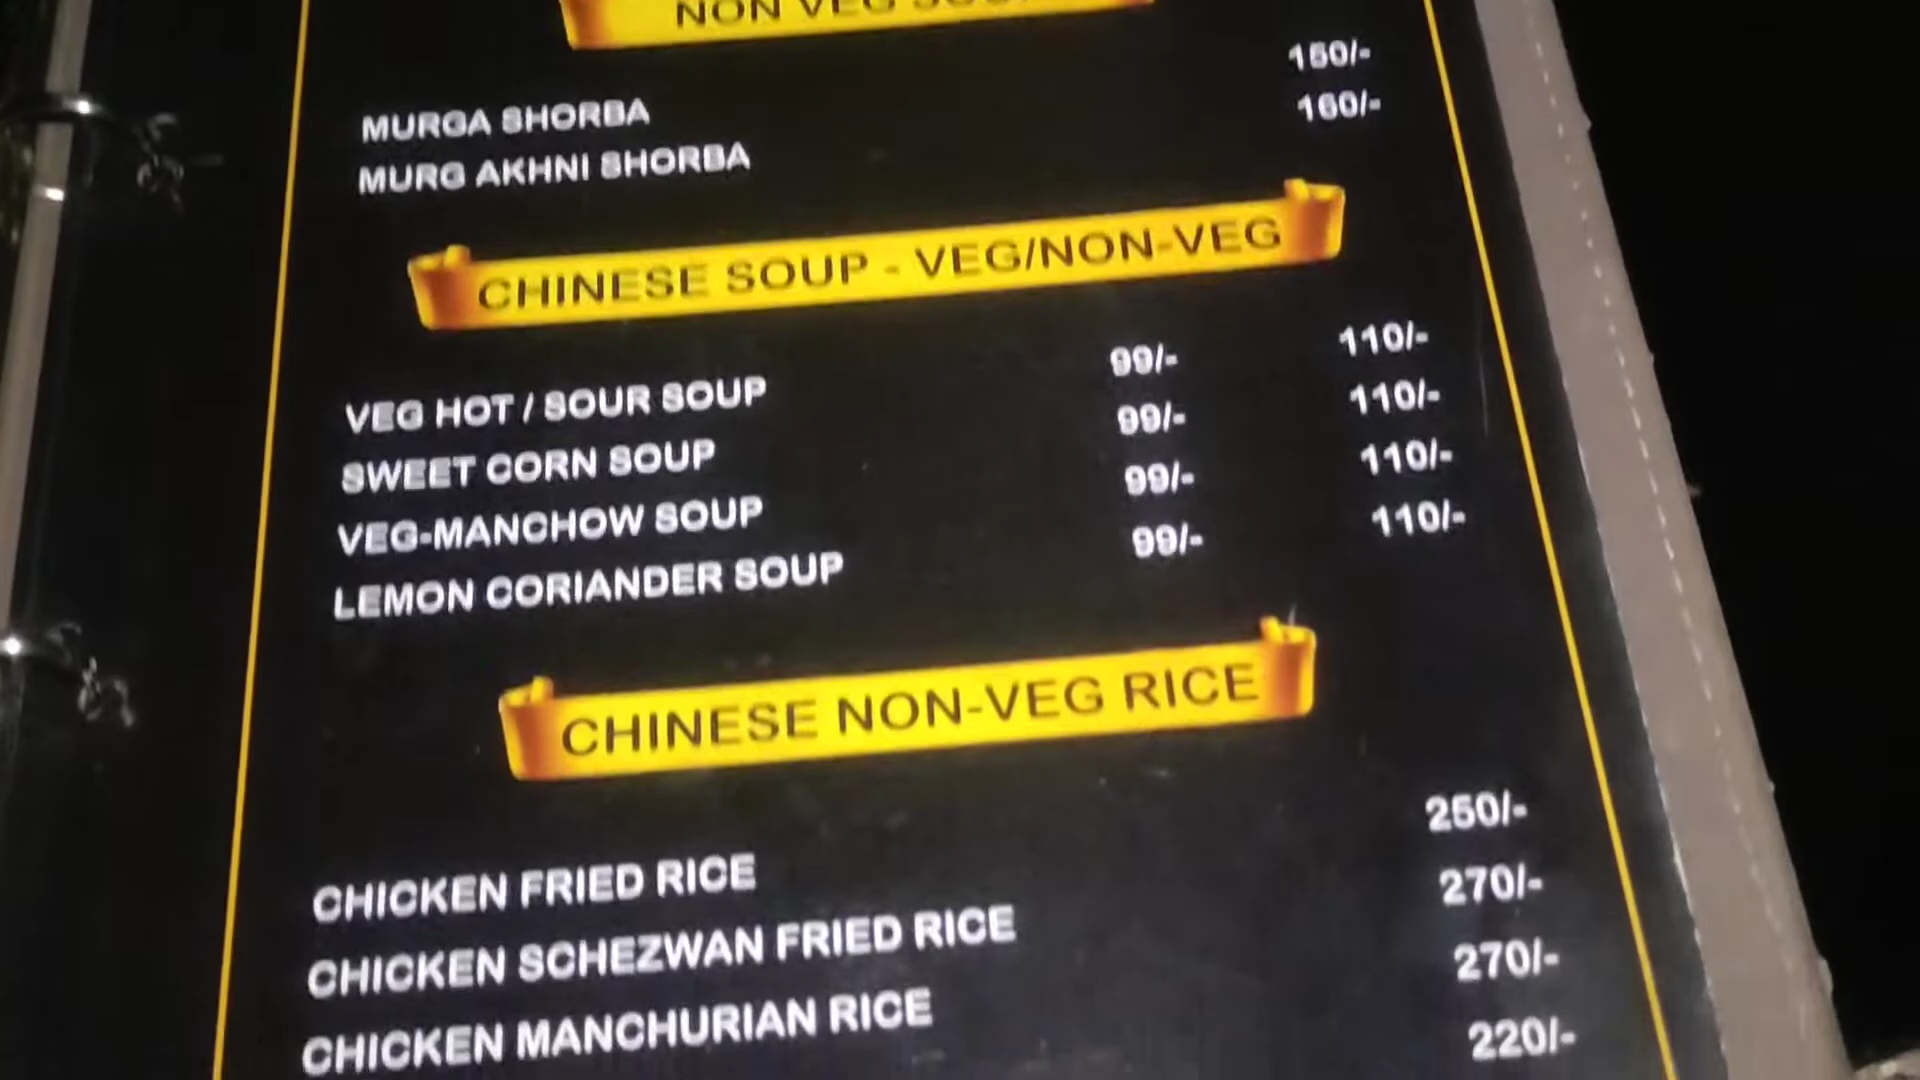 NON VEG SOUP
MURGA SHORBA 150/-
MURG AKHNI SHORBA 160/-
CHINESE SOUP - VEG/NON-VEG
VEG HOT / SOUR SOUP 99/- 110/-
SWEET CORN SOUP 99/- 110/-
VEG-MANCHOW SOUP 99/- 110/-
LEMON CORIANDER SOUP 99/- 110/-
CHINESE NON-VEG RICE
CHICKEN FRIED RICE 250/-
CHICKEN SCHEZWAN FRIED RICE 270/-
CHICKEN MANCHURIAN RICE 270/-
220/-